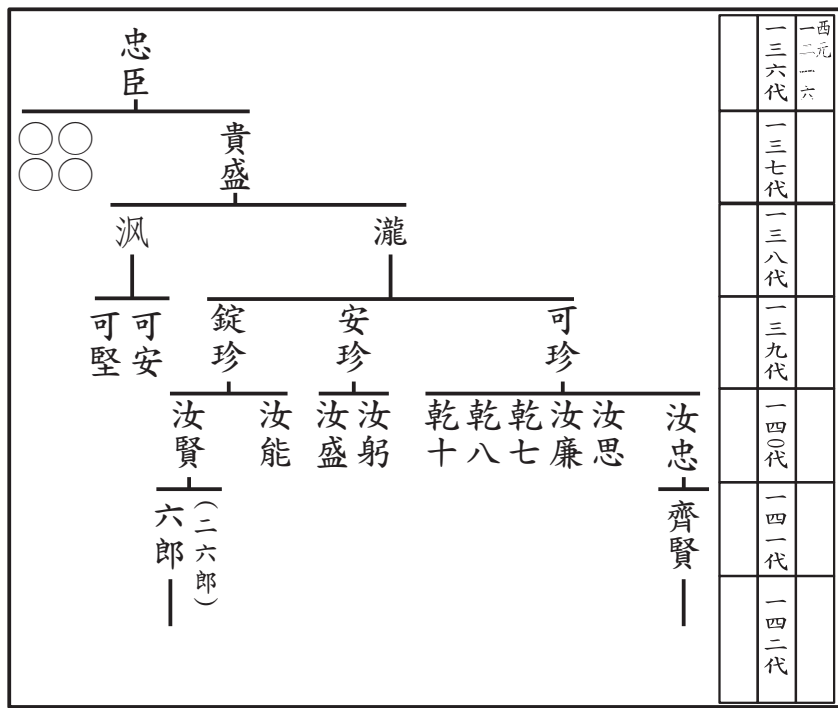 西元
一二一六
一三六代
一三七代
一三八代
一三九代
一四〇代
一四一代
一四二代
忠臣
貴盛
瀧
沨
可珍
安珍
錠珍
可安
可堅
汝忠
汝思
汝廉
乾七
乾八
乾十
汝躬
汝盛
汝能
汝賢
齊賢
(二六郎)
六郎